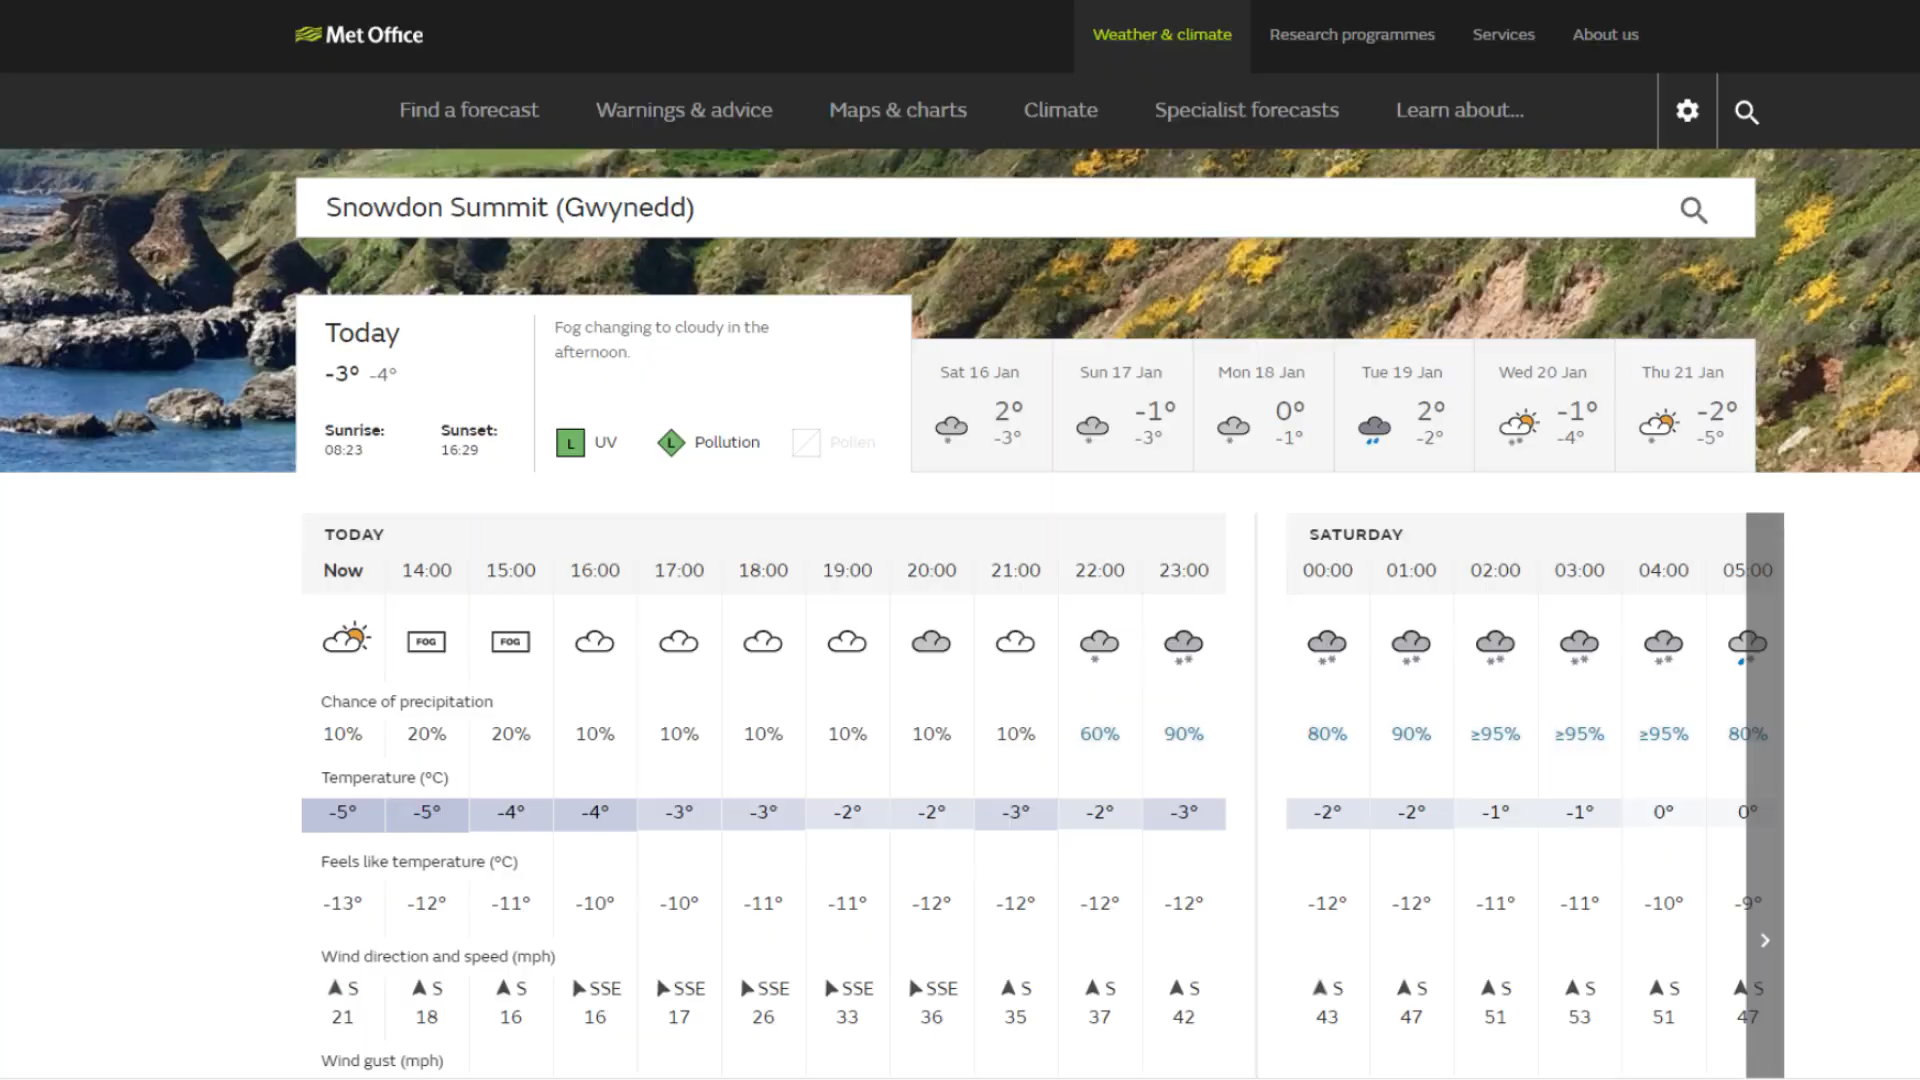 Met Office
Weather & climate Research programmes Services About us
Find a forecast Warnings & advice Maps & charts Climate Specialist forecasts Learn about...
Snowdon Summit (Gwynedd)
Today
-3° -4°
Sunrise: Sunset:
08:23 16:29
Fog changing to cloudy in the
afternoon.
L UV L Pollution Pollen
Sat 16 Jan Sun 17 Jan Mon 18 Jan Tue 19 Jan Wed 20 Jan Thu 21 Jan
2° -1° 0° 2° -1° -2°
-3° -3° -1° -2° -4° -5°
TODAY SATURDAY
Now 14:00 15:00 16:00 17:00 18:00 19:00 20:00 21:00 22:00 23:00 00:00 01:00 02:00 03:00 04:00 05:00
FOG FOG
Chance of precipitation
10% 20% 20% 10% 10% 10% 10% 10% 10% 60% 90% 80% 90% ≥95% ≥95% ≥95% 80%
Temperature (°C)
-5° -5° -4° -4° -3° -3° -2° -2° -3° -2° -3° -2° -2° -1° -1° 0° 0°
Feels like temperature (°C)
-13° -12° -11° -10° -10° -11° -11° -12° -12° -12° -12° -12° -12° -11° -11° -10° -9°
Wind direction and speed (mph)
S S S SSE SSE SSE SSE SSE S S S S S S S S S
21 18 16 16 17 26 33 36 35 37 42 43 47 51 53 51 47
Wind gust (mph)